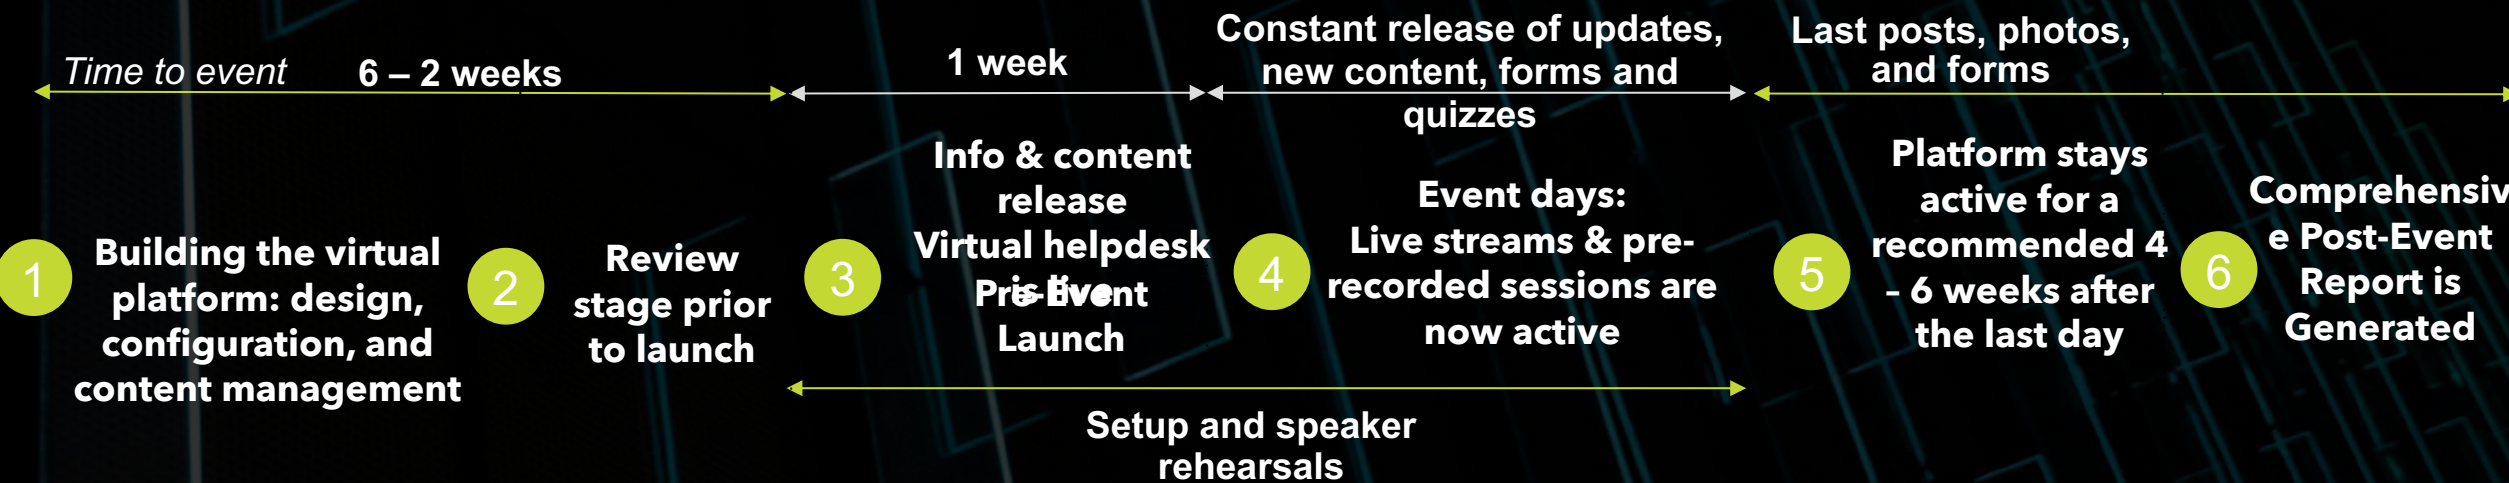 Time to event
6 – 2 weeks
1 week
Constant release of updates,
new content, forms and
quizzes
Last posts, photos,
and forms
1
Building the virtual
platform: design,
configuration, and
content management
2
Review
stage prior
to launch
3
Info & content
release
Virtual helpdesk
is live
Pre-Event
Launch
4
Event days:
Live streams & pre-
recorded sessions are
now active
5
Platform stays
active for a
recommended 4
– 6 weeks after
the last day
6
Comprehensiv
e Post-Event
Report is
Generated
Setup and speaker
rehearsals